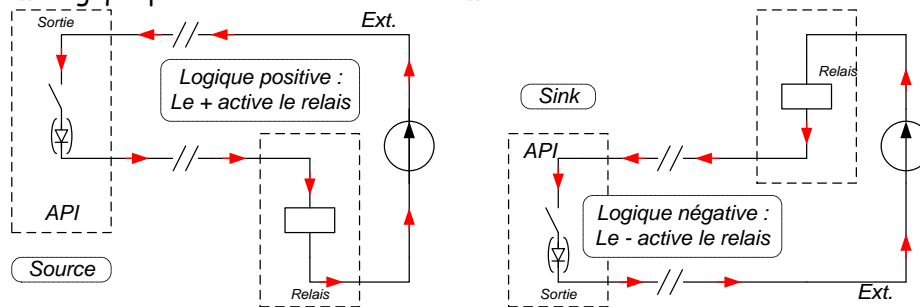 Sortie
Ext.
Logique positive :
Le + active le relais
API
Source
Relais
Relais
Sink
API
Logique négative :
Le - active le relais
Sortie
Ext.